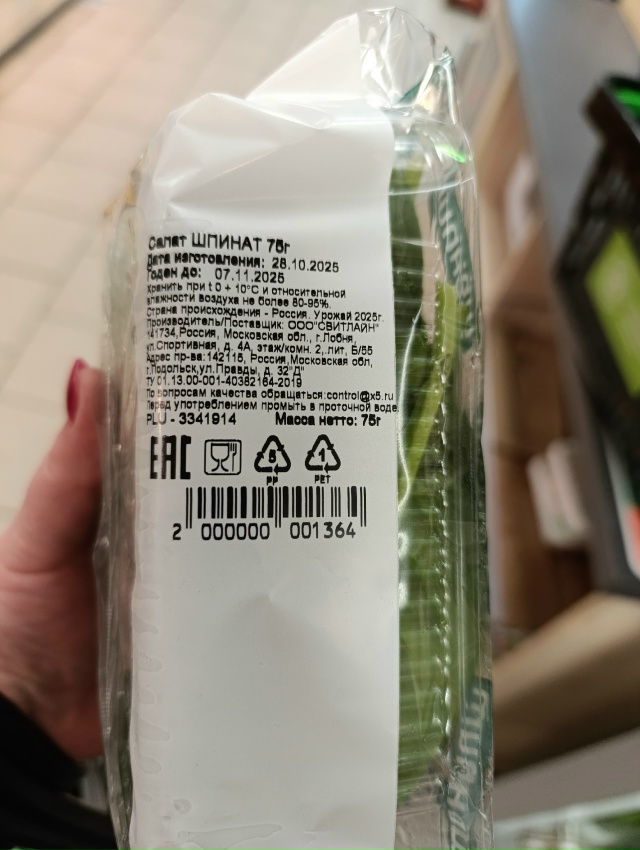 Салат ШПИНАТ 75г
Дата изготовления: 28.10.2025
Годен до: 07.11.2025
Хранить при t 0 + 10°С и относительной
влажности воздуха не более 80-95%.
Страна происхождения - Россия. Урожай 2025г.
Производитель/Поставщик: ООО"СВИТЛАЙН"
141734,Россия, Московская обл., г.Лобня,
ул.Спортивная, д. 4А, этаж/комн. 2, лит, Б/55
Адрес пр-ва:142115, Россия,Московская обл,
г.Подольск,ул.Правды, д. 32"Д"
ТУ 01.13.00-001-40382164-2019
По вопросам качества обращаться:control@x5.ru
Перед употреблением промыть в проточной воде
PLU - 3341914 Масса нетто: 75г
EAC
5 1
PP PET
2 000000 001364